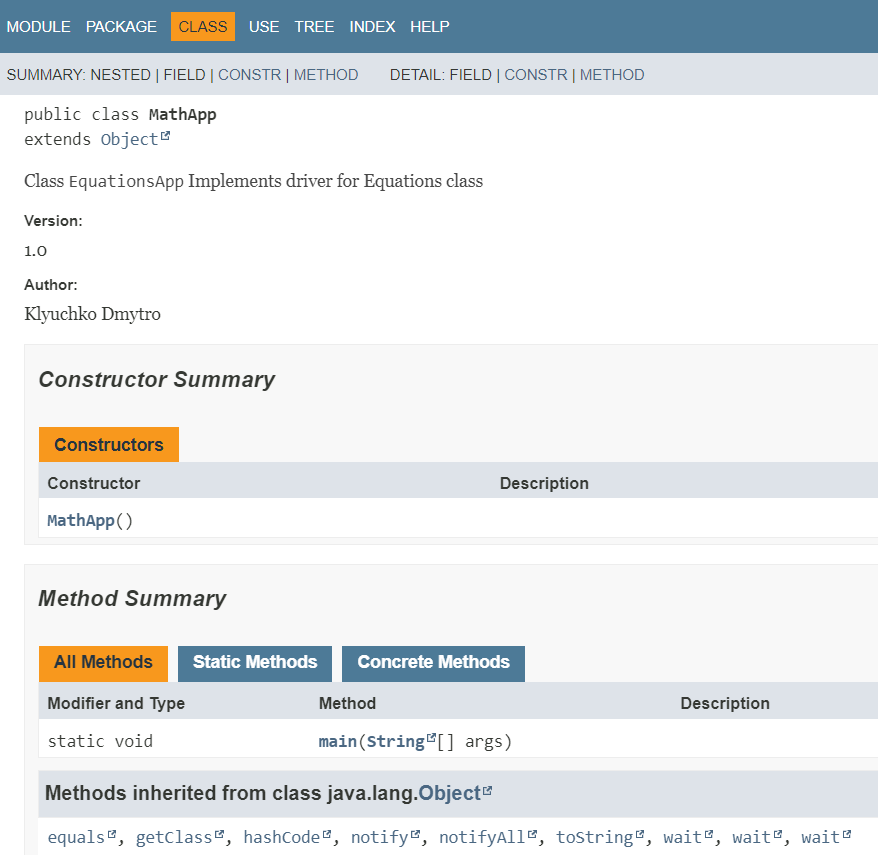 MODULE PACKAGE CLASS USE TREE INDEX HELP
SUMMARY: NESTED | FIELD | CONSTR | METHOD DETAIL: FIELD | CONSTR | METHOD
public class MathApp
extends Object
Class EquationsApp Implements driver for Equations class
Version:
1.0
Author:
Klyuchko Dmytro
Constructor Summary
Constructors
Constructor Description
MathApp()
Method Summary
All Methods Static Methods Concrete Methods
Modifier and Type Method Description
static void main(String[] args)
Methods inherited from class java.lang.Object
equals, getClass, hashCode, notify, notifyAll, toString, wait, wait, wait